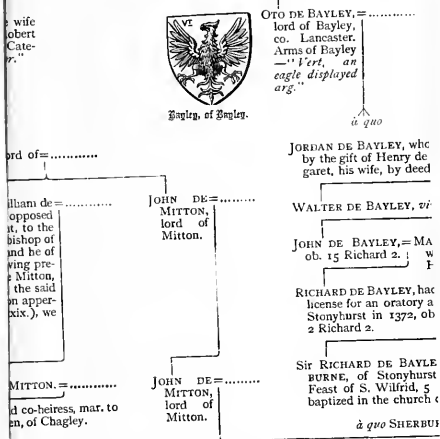 e wife
obert
Cate-
r."
VI
Bayley, of Bayley.
OTO DE BAYLEY,=............
lord of Bayley,
co. Lancaster.
Arms of Bayley
—"Vert, an
eagle displayed
arg."
à quo
JORDAN DE BAYLEY, who
by the gift of Henry de
garet, his wife, by deed
ord of=............
illiam de=............
opposed
t, to the
bishop of
and he of
ving pre-
e Mitton,
the said
on apper-
xix.), we
JOHN DE=.........
MITTON,
lord of
Mitton.
WALTER DE BAYLEY, vi
JOHN DE BAYLEY,=MA
ob. 15 Richard 2. w
H
RICHARD DE BAYLEY, had
license for an oratory a
Stonyhurst in 1372, ob
2 Richard 2.
MITTON.=............
d co-heiress, mar. to
en, of Chagley.
JOHN DE=.........
MITTON,
lord of
Mitton.
Sir RICHARD DE BAYLE
BURNE, of Stonyhurst
Feast of S. Wilfrid, 5
baptized in the church o
à quo SHERBUR